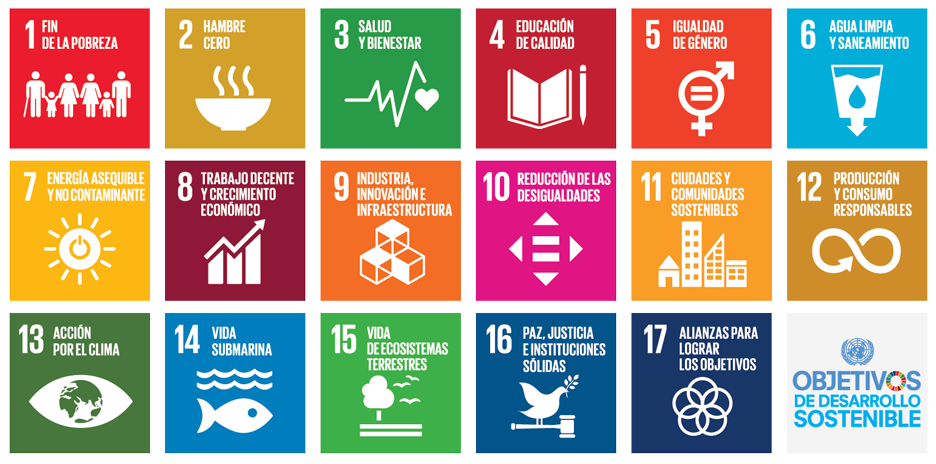 1 FIN
DE LA POBREZA
2 HAMBRE
CERO
3 SALUD
Y BIENESTAR
4 EDUCACIÓN
DE CALIDAD
5 IGUALDAD
DE GÉNERO
6 AGUA LIMPIA
Y SANEAMIENTO
7 ENERGÍA ASEQUIBLE
Y NO CONTAMINANTE
8 TRABAJO DECENTE
Y CRECIMIENTO
ECONÓMICO
9 INDUSTRIA,
INNOVACIÓN E
INFRAESTRUCTURA
10 REDUCCIÓN DE LAS
DESIGUALDADES
11 CIUDADES Y
COMUNIDADES
SOSTENIBLES
12 PRODUCCIÓN
Y CONSUMO
RESPONSABLES
13 ACCIÓN
POR EL CLIMA
14 VIDA
SUBMARINA
15 VIDA
DE ECOSISTEMAS
TERRESTRES
16 PAZ, JUSTICIA
E INSTITUCIONES
SÓLIDAS
17 ALIANZAS PARA
LOGRAR
LOS OBJETIVOS
OBJETIVOS
DE DESARROLLO
SOSTENIBLE